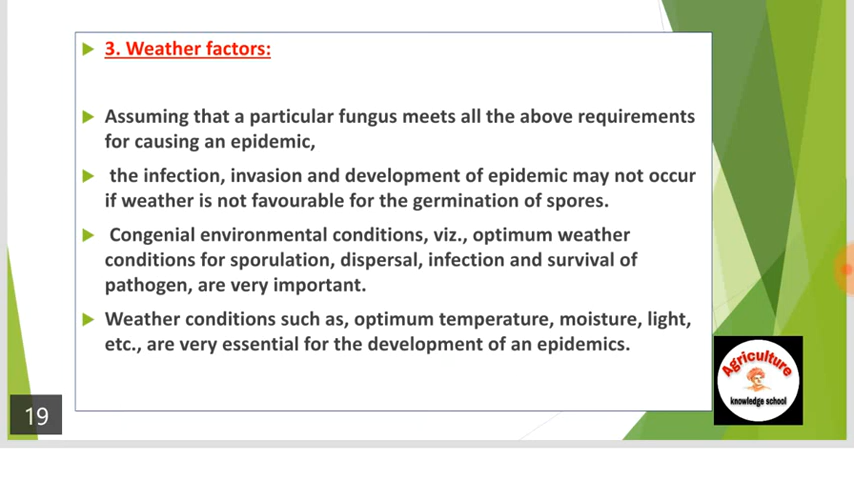 3. Weather factors:
Assuming that a particular fungus meets all the above requirements
for causing an epidemic,
the infection, invasion and development of epidemic may not occur
if weather is not favourable for the germination of spores.
Congenial environmental conditions, viz., optimum weather
conditions for sporulation, dispersal, infection and survival of
pathogen, are very important.
Weather conditions such as, optimum temperature, moisture, light,
etc., are very essential for the development of an epidemics.
Agriculture
knowledge school
19